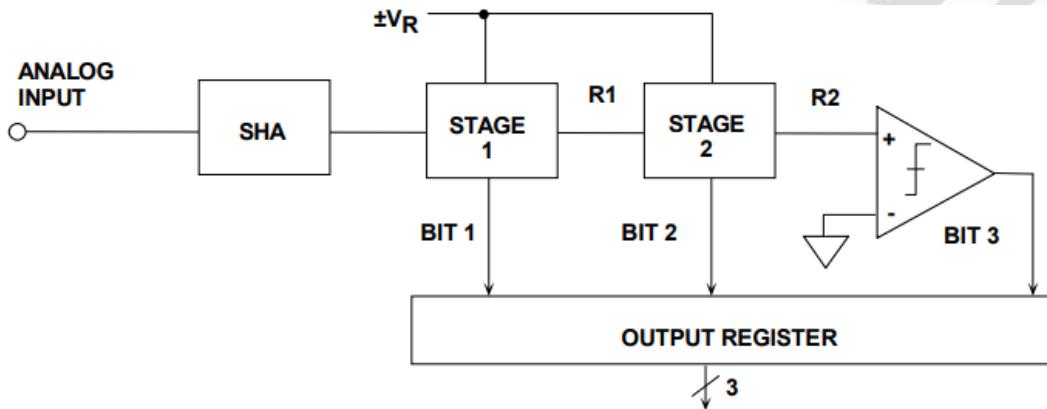 ±VR
ANALOG
INPUT
SHA
STAGE
1
R1
STAGE
2
R2
+
-
BIT 1
BIT 2
BIT 3
OUTPUT REGISTER
3